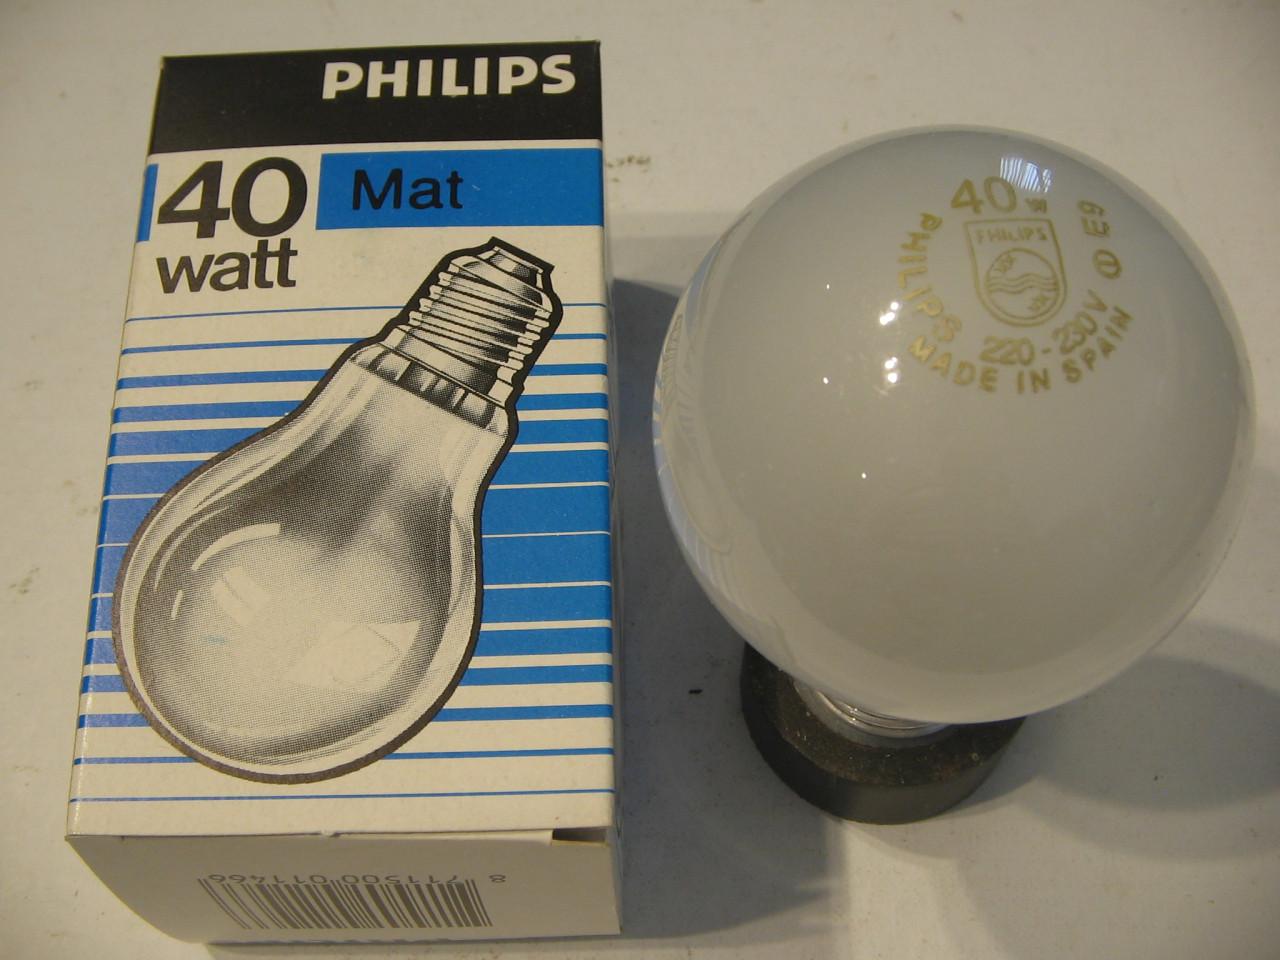 PHILIPS
40
watt
Mat
8 711500 011466
40 W
PHILIPS
PHILIPS
220-230V
MADE IN SPAIN
E9